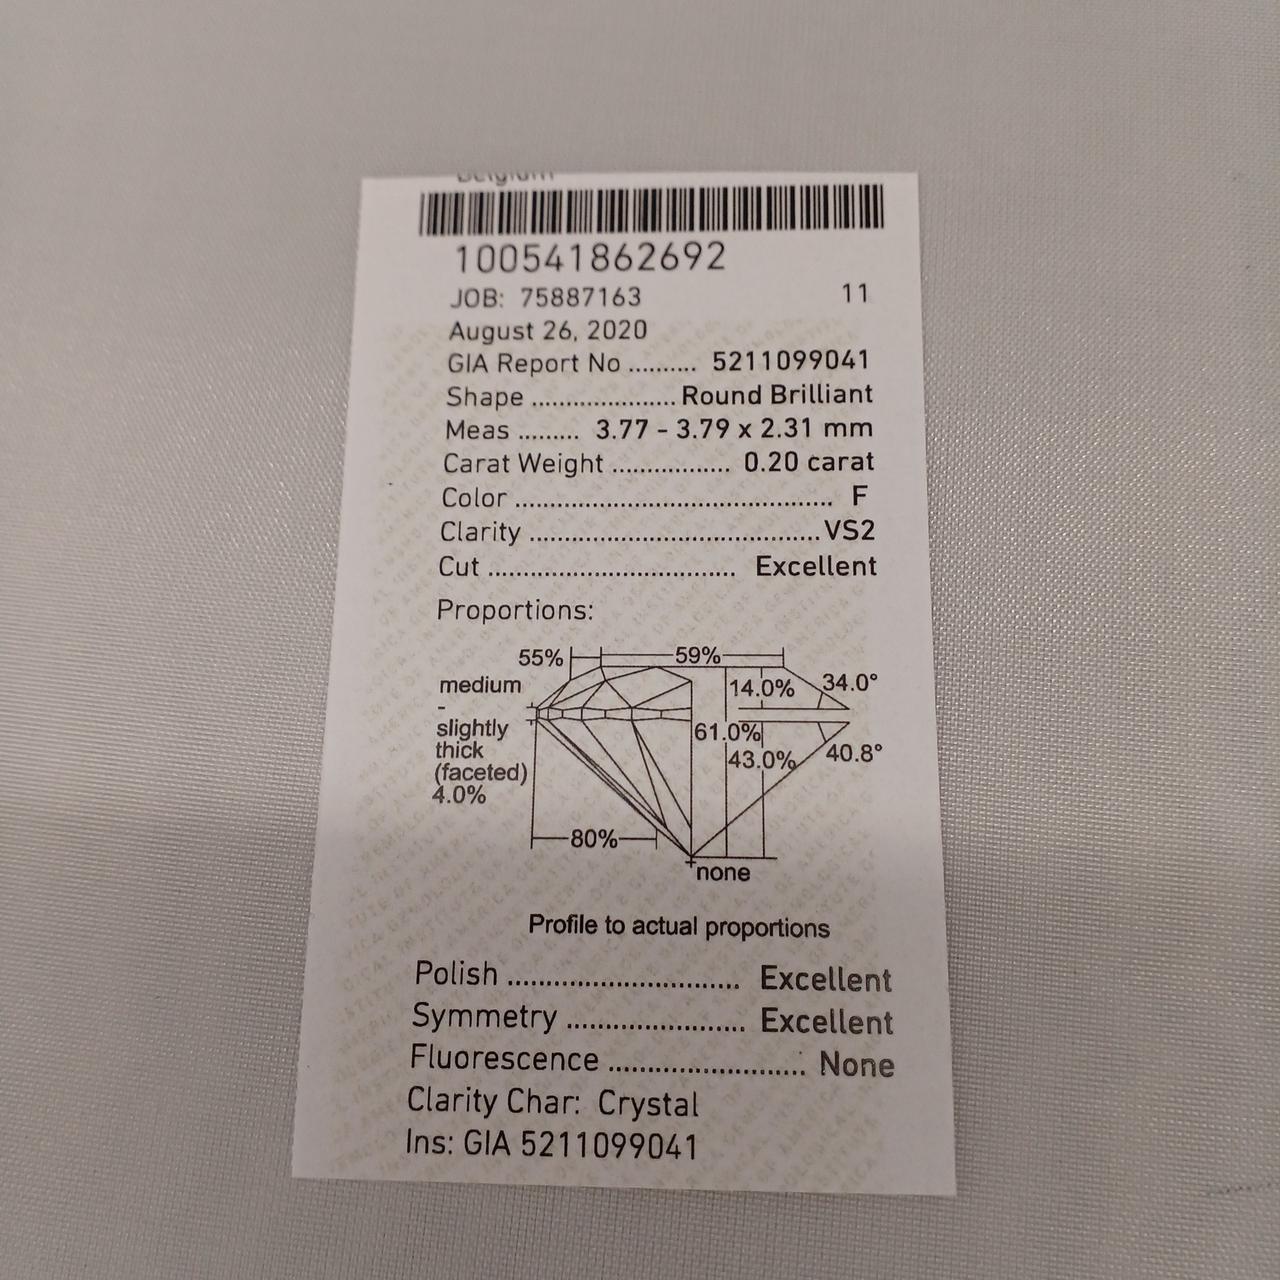 Belgium
100541862692
JOB: 75887163 11
August 26, 2020
GIA Report No .......... 5211099041
Shape ..................... Round Brilliant
Meas ......... 3.77 - 3.79 x 2.31 mm
Carat Weight ................. 0.20 carat
Color .............................................. F
Clarity .......................................... VS2
Cut ................................... Excellent
Proportions:
55% 59%
medium 14.0% 34.0°
-
slightly 61.0%
thick 43.0% 40.8°
(faceted)
4.0%
80%
none
Profile to actual proportions
Polish .............................. Excellent
Symmetry ....................... Excellent
Fluorescence .......................... None
Clarity Char: Crystal
Ins: GIA 5211099041